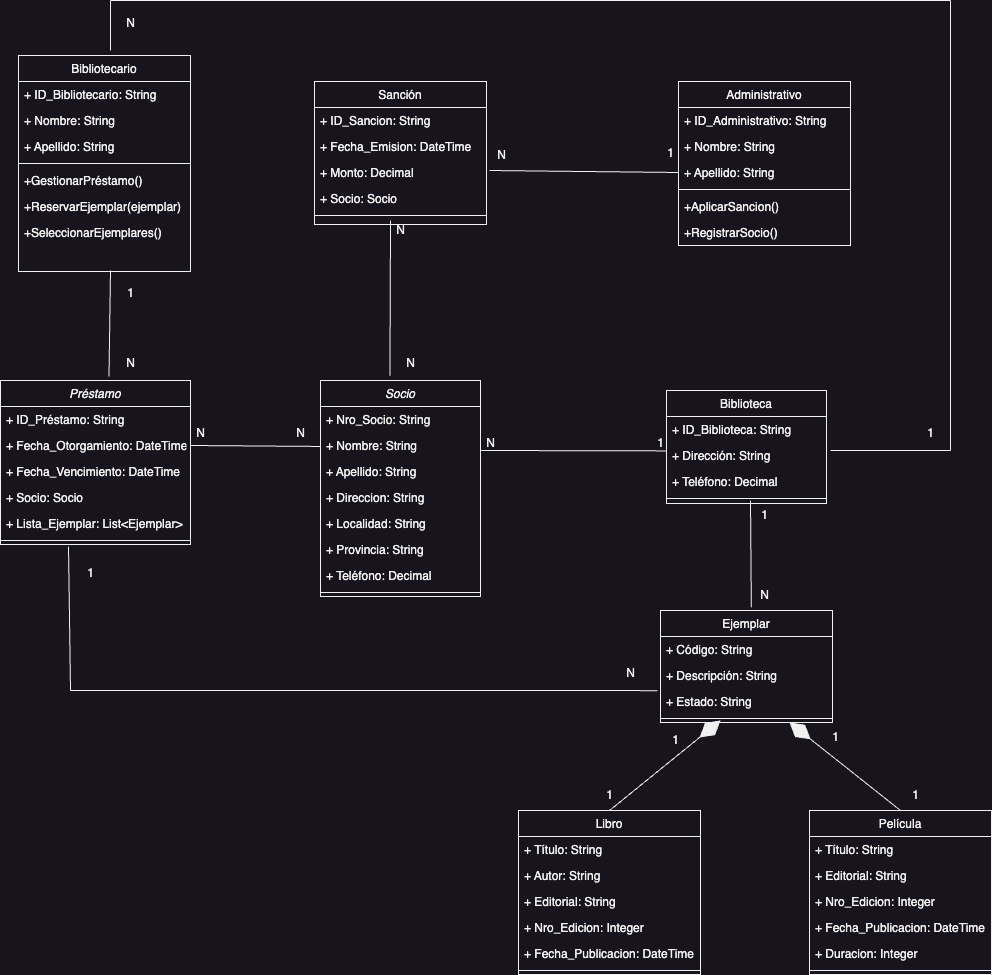 N
Bibliotecario
+ ID_Bibliotecario: String
+ Nombre: String
+ Apellido: String
+GestionarPréstamo()
+ReservarEjemplar(ejemplar)
+SeleccionarEjemplares()
1
N
Sanción
+ ID_Sancion: String
+ Fecha_Emision: DateTime
+ Monto: Decimal
+ Socio: Socio
N
1
N
N
Administrativo
+ ID_Administrativo: String
+ Nombre: String
+ Apellido: String
+AplicarSancion()
+RegistrarSocio()
Préstamo
+ ID_Préstamo: String
+ Fecha_Otorgamiento: DateTime
+ Fecha_Vencimiento: DateTime
+ Socio: Socio
+ Lista_Ejemplar: List<Ejemplar>
N
N
1
Socio
+ Nro_Socio: String
+ Nombre: String
+ Apellido: String
+ Direccion: String
+ Localidad: String
+ Provincia: String
+ Teléfono: Decimal
N
1
Biblioteca
+ ID_Biblioteca: String
+ Dirección: String
+ Teléfono: Decimal
1
1
N
N
Ejemplar
+ Código: String
+ Descripción: String
+ Estado: String
1
1
1
1
Libro
+ Título: String
+ Autor: String
+ Editorial: String
+ Nro_Edicion: Integer
+ Fecha_Publicacion: DateTime
Película
+ Título: String
+ Editorial: String
+ Nro_Edicion: Integer
+ Fecha_Publicacion: DateTime
+ Duracion: Integer